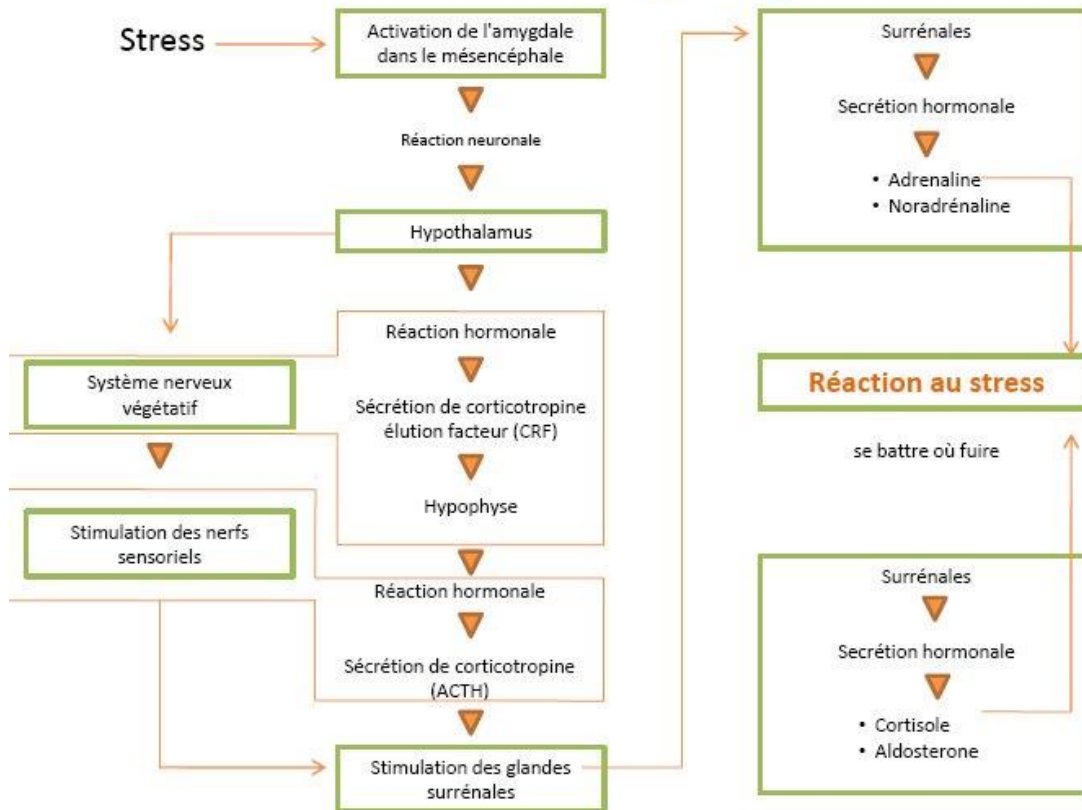 Stress
Activation de l'amygdale
dans le mésencéphale
Réaction neuronale
Hypothalamus
Système nerveux
végétatif
Stimulation des nerfs
sensoriels
Réaction hormonale
Sécrétion de corticotropine
élution facteur (CRF)
Hypophyse
Réaction hormonale
Sécrétion de corticotropine
(ACTH)
Stimulation des glandes
surrénales
Surrénales
Secrétion hormonale
• Adrenaline
• Noradrénaline
Réaction au stress
se battre où fuire
Surrénales
Secrétion hormonale
• Cortisole
• Aldosterone